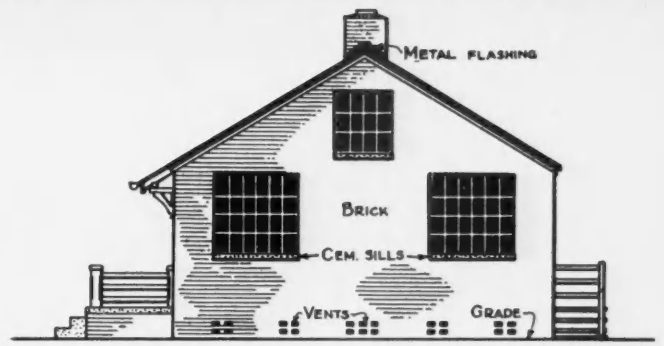 METAL FLASHING
BRICK
CEM. SILLS
VENTS
GRADE